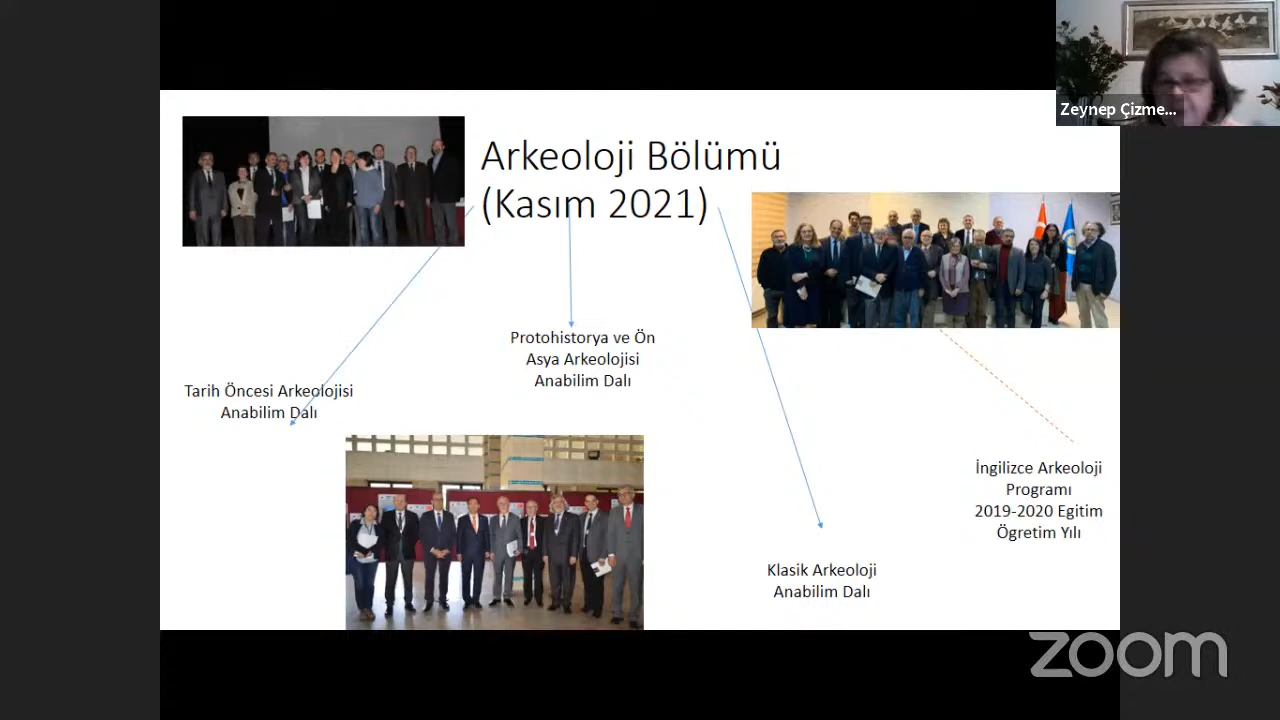 Zeynep Çizme...
Arkeoloji Bölümü
(Kasım 2021)
Protohistorya ve Ön
Asya Arkeolojisi
Anabilim Dalı
Tarih Öncesi Arkeolojisi
Anabilim Dalı
İngilizce Arkeoloji
Programı
2019-2020 Egitim
Ögretim Yılı
Klasik Arkeoloji
Anabilim Dalı
zoom